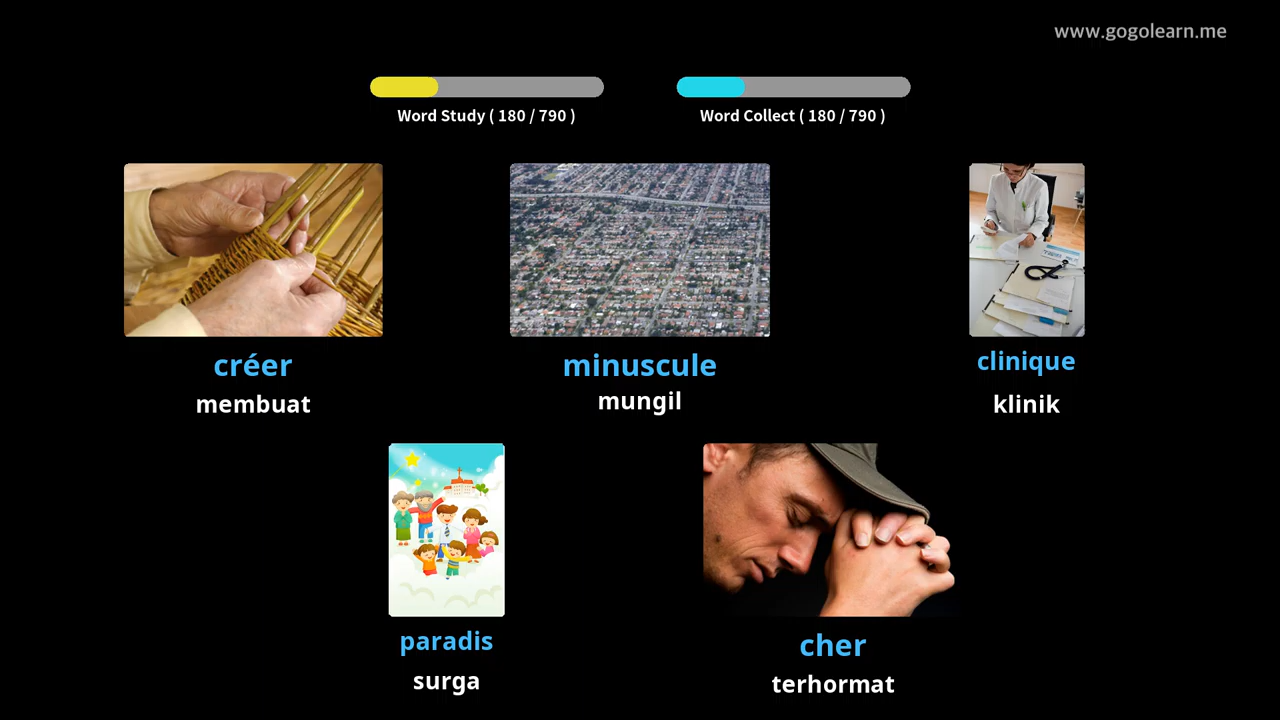 www.gogolearn.me
Word Study ( 180 / 790 )
Word Collect ( 180 / 790 )
créer
membuat
minuscule
mungil
clinique
klinik
paradis
surga
cher
terhormat